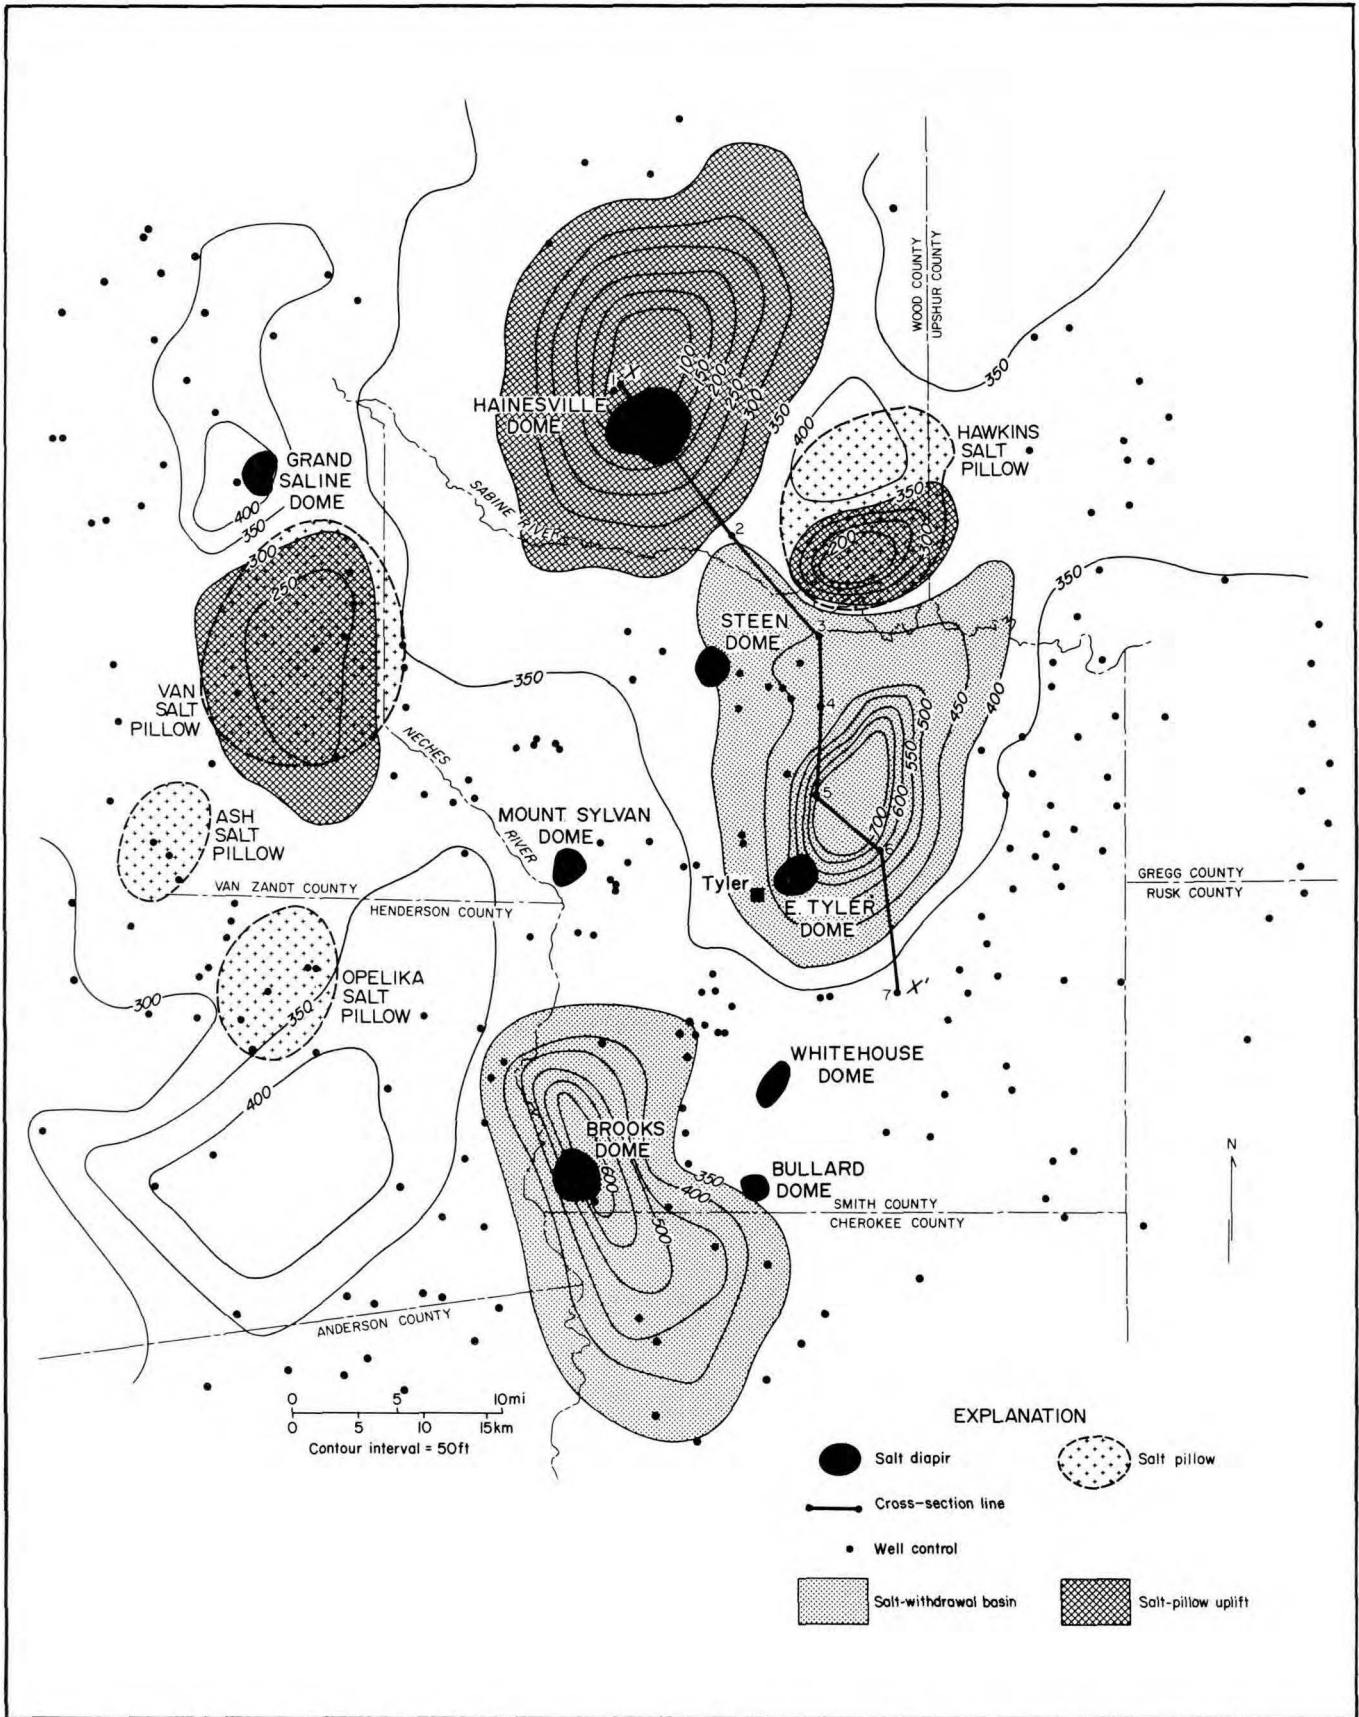 WOOD COUNTY
UPSHUR COUNTY
350
X
1
100
150
200
250
300
350
HAINESVILLE
DOME
400
HAWKINS
SALT
PILLOW
GRAND
SALINE
DOME
400
350
300
250
SABINE RIVER
2
350
300
200
350
STEEN
DOME
3
350
VAN
SALT
PILLOW
4
500
450
400
550
600
700
5
6
NECHES
RIVER
ASH
SALT
PILLOW
MOUNT SYLVAN
DOME
VAN ZANDT COUNTY
HENDERSON COUNTY
Tyler
E. TYLER
DOME
GREGG COUNTY
RUSK COUNTY
OPELIKA
SALT
PILLOW
300
350
7
X'
400
WHITEHOUSE
DOME
BROOKS
DOME
600
350
400
500
BULLARD
DOME
SMITH COUNTY
CHEROKEE COUNTY
N
ANDERSON COUNTY
0 5 10mi
0 5 10 15km
Contour interval = 50ft
EXPLANATION
Salt diapir
Salt pillow
Cross-section line
Well control
Salt-withdrawal basin
Salt-pillow uplift